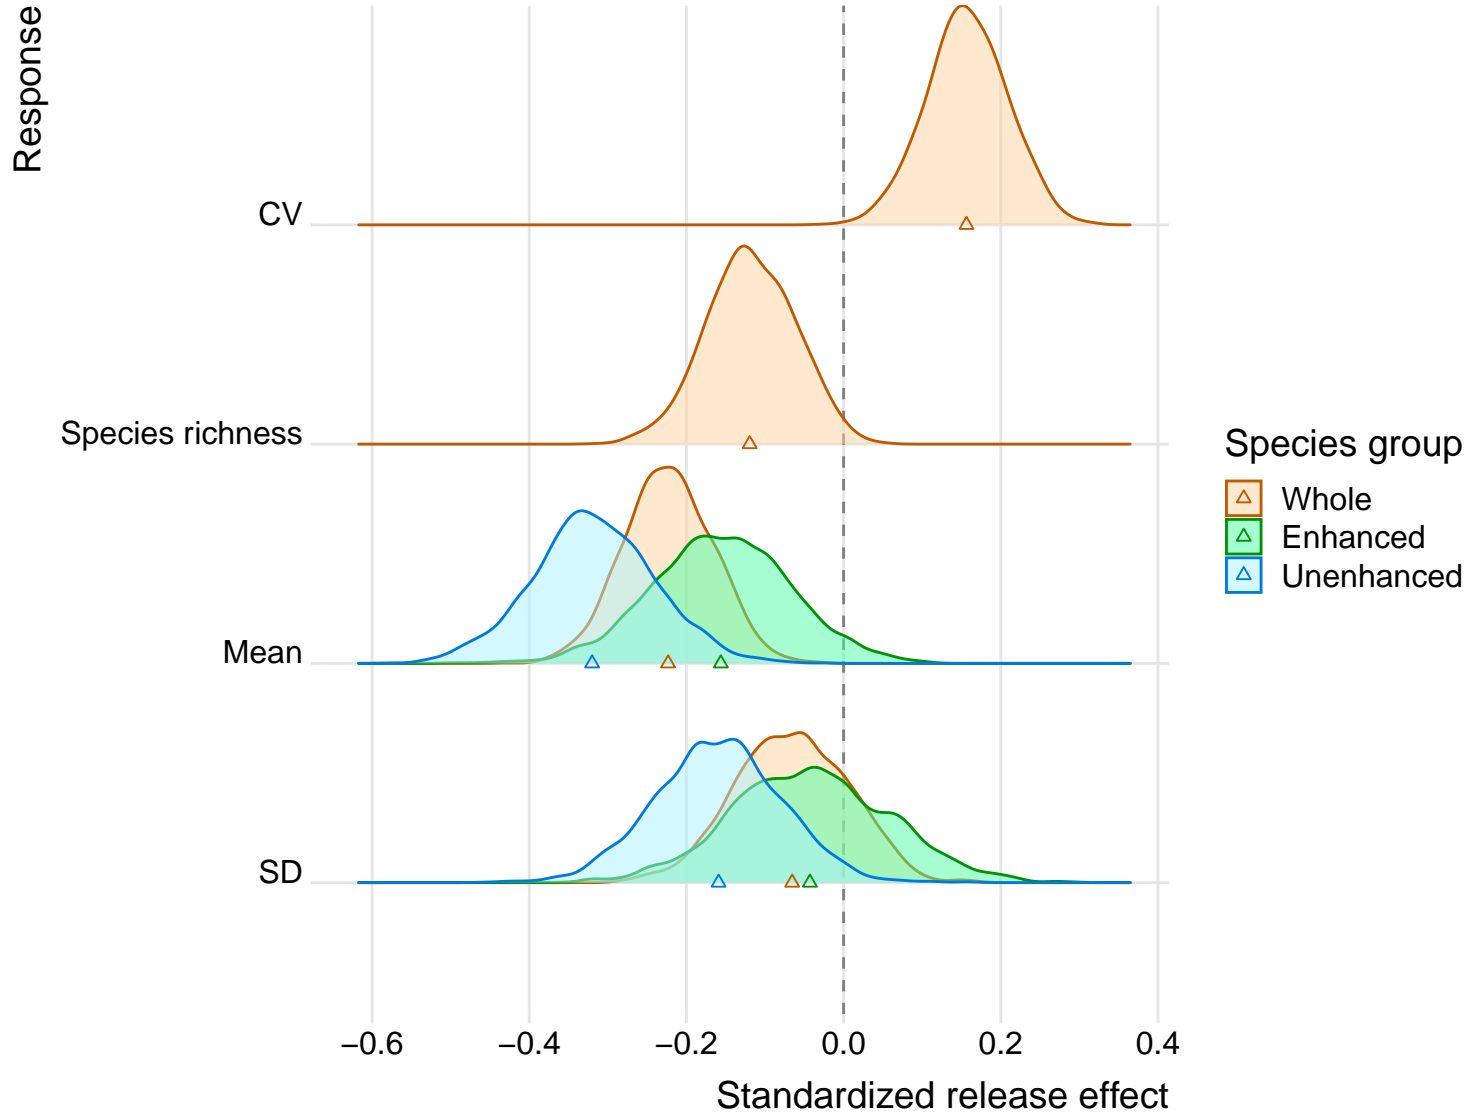 Response
CV
Species richness
Mean
SD
−0.6 −0.4 −0.2 0.0 0.2 0.4
Standardized release effect
Species group
Whole
Enhanced
Unenhanced